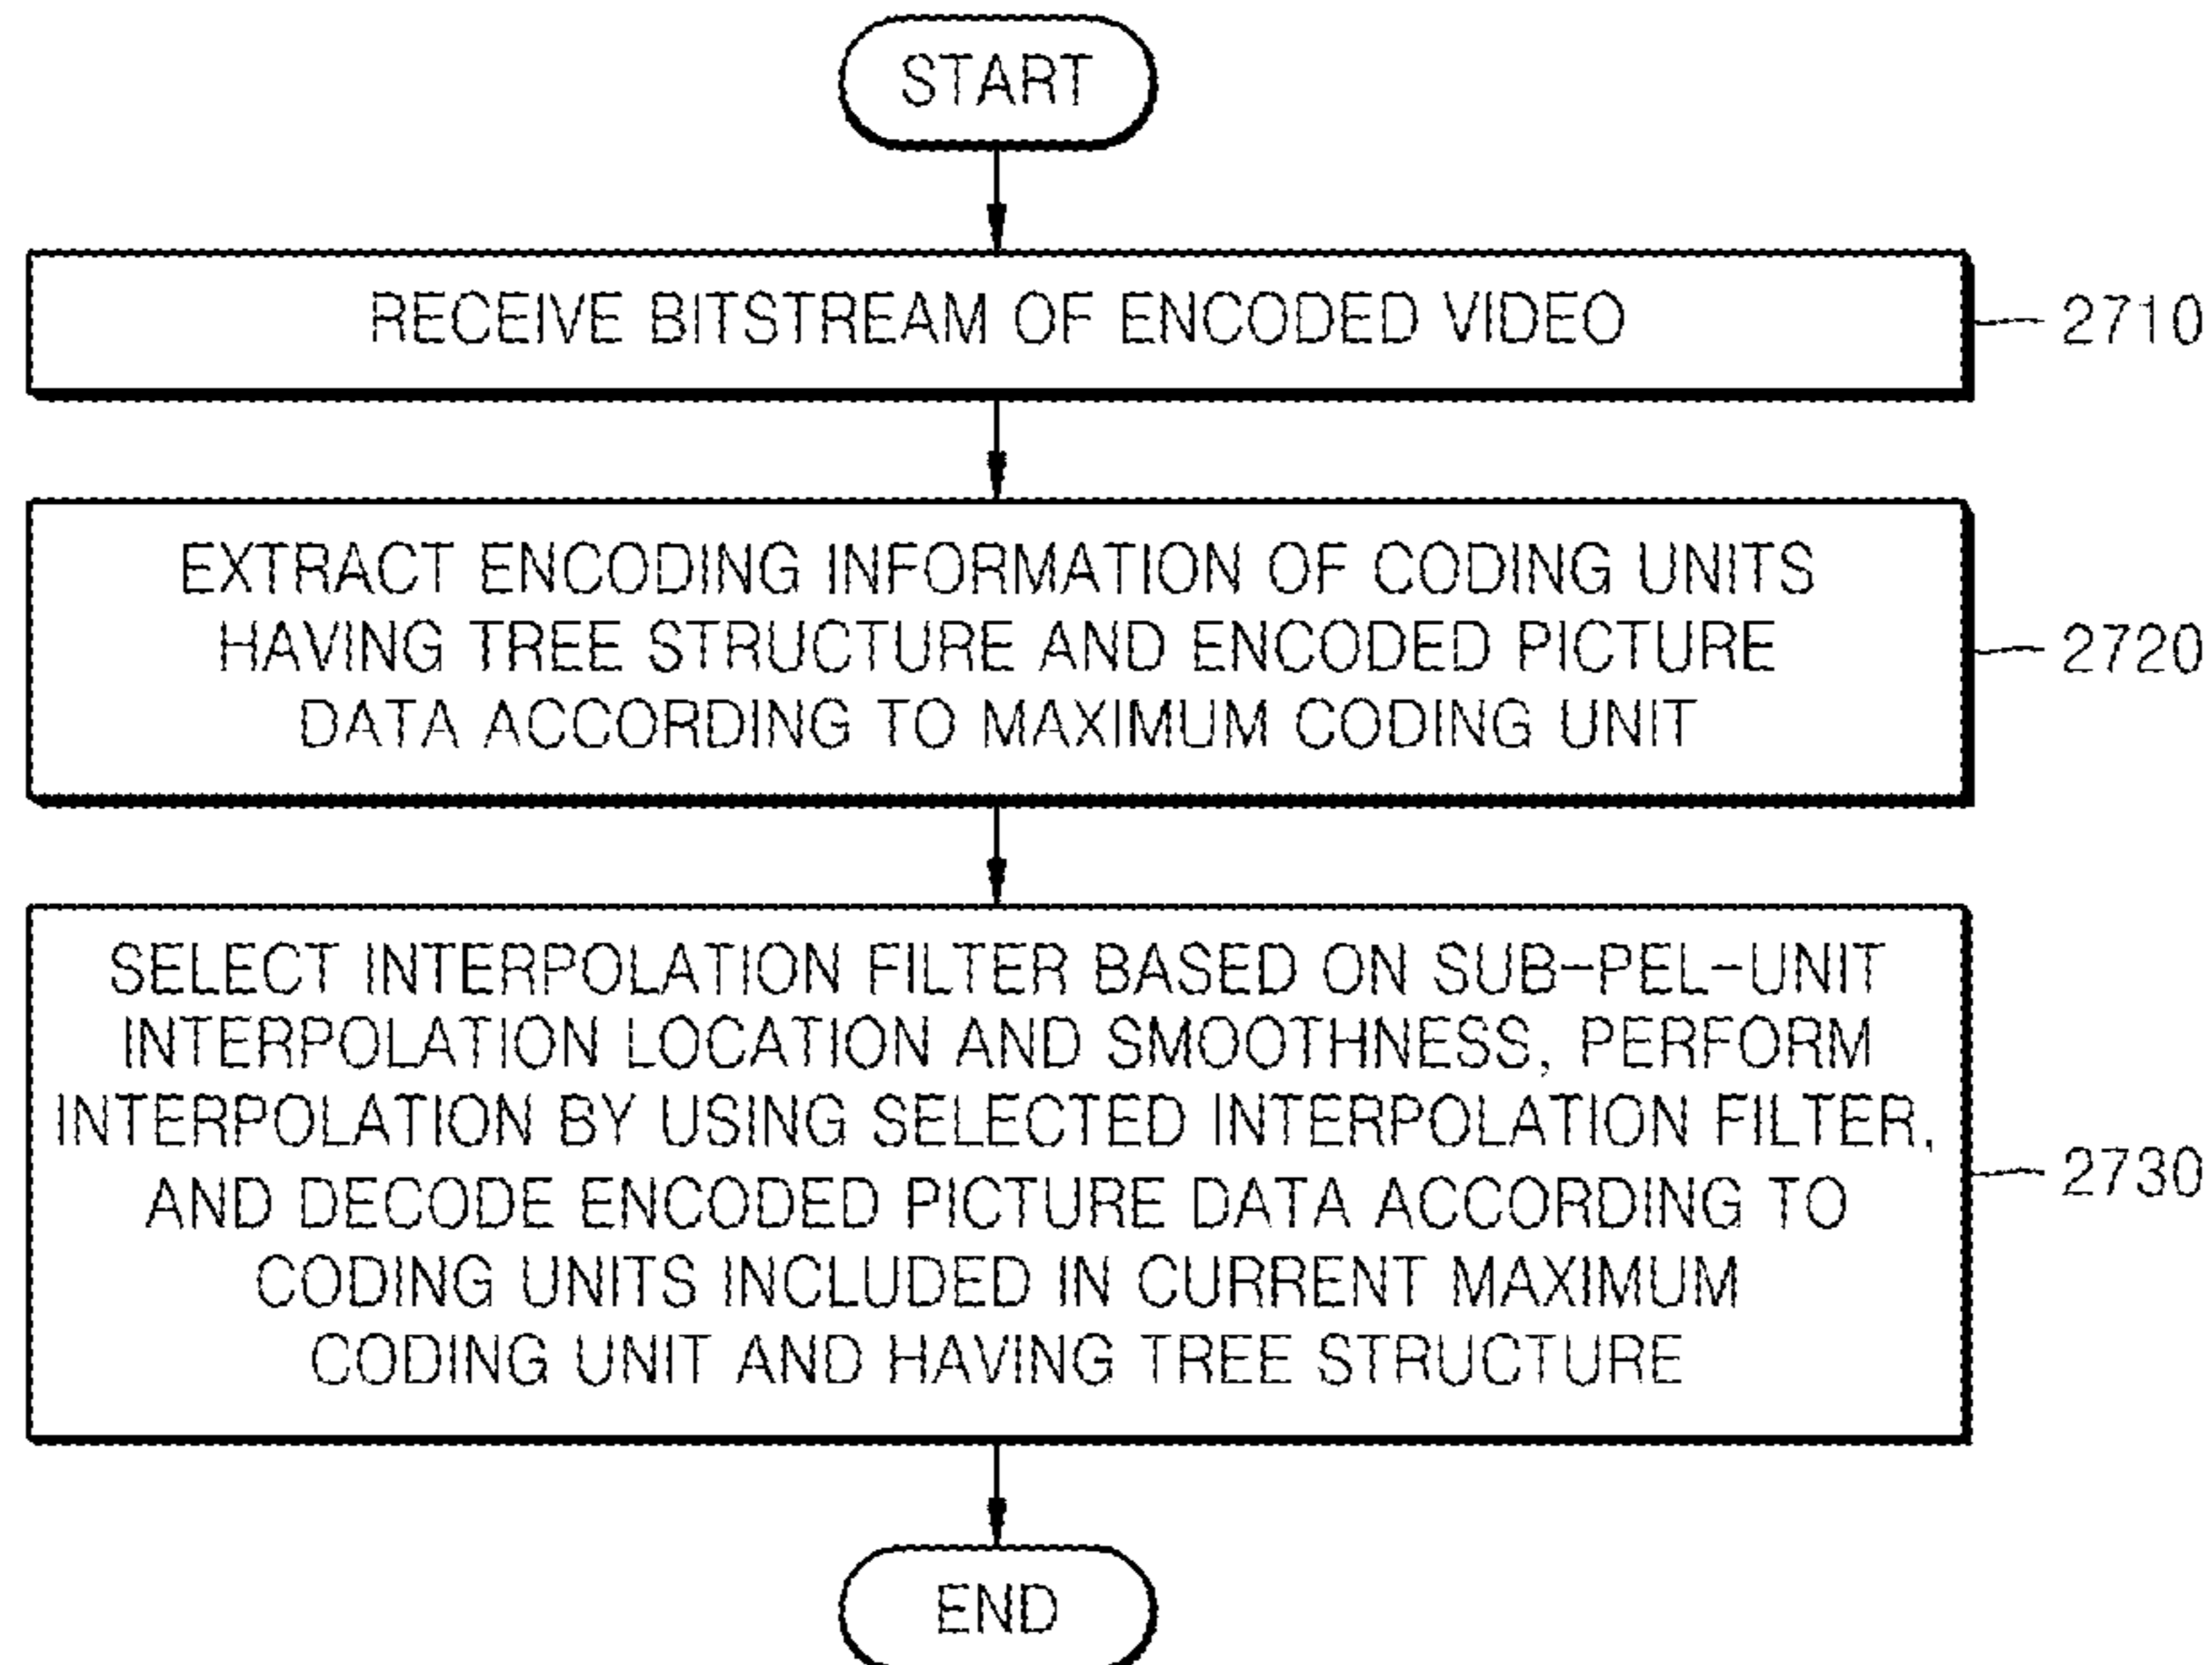 START
RECEIVE BITSTREAM OF ENCODED VIDEO
2710
EXTRACT ENCODING INFORMATION OF CODING UNITS
HAVING TREE STRUCTURE AND ENCODED PICTURE
DATA ACCORDING TO MAXIMUM CODING UNIT
2720
SELECT INTERPOLATION FILTER BASED ON SUB-PEL-UNIT
INTERPOLATION LOCATION AND SMOOTHNESS, PERFORM
INTERPOLATION BY USING SELECTED INTERPOLATION FILTER,
AND DECODE ENCODED PICTURE DATA ACCORDING TO
CODING UNITS INCLUDED IN CURRENT MAXIMUM
CODING UNIT AND HAVING TREE STRUCTURE
2730
END